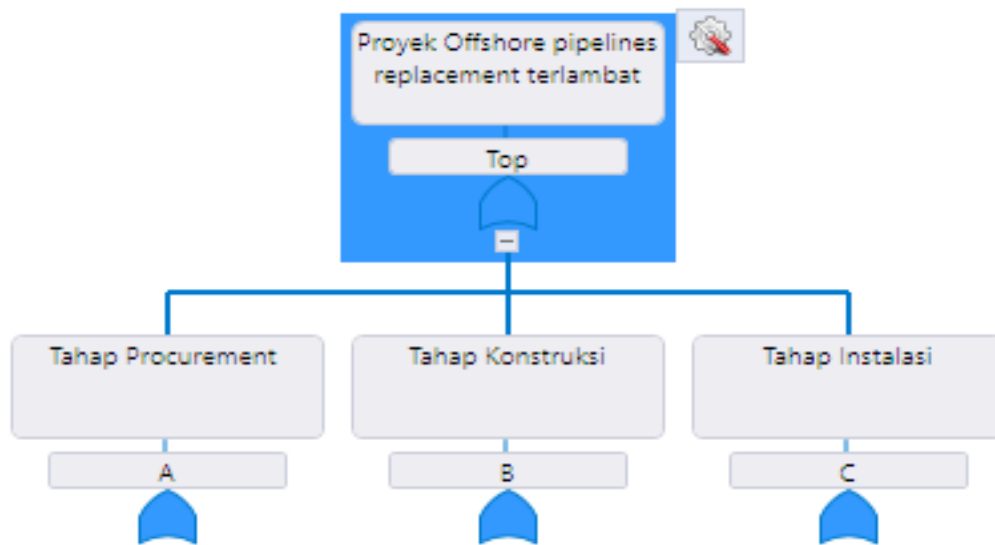 Proyek Offshore pipelines
replacement terlambat
Top
Tahap Procurement
Tahap Konstruksi
Tahap Instalasi
A
B
C